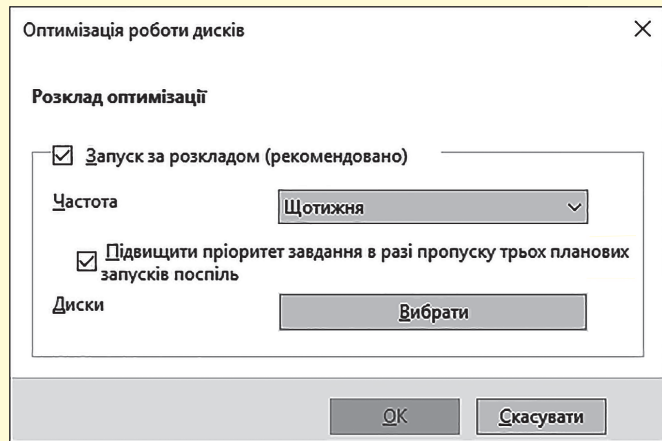 Оптимізація роботи дисків
Розклад оптимізації
Запуск за розкладом (рекомендовано)
Частота
Щотижня
Підвищити пріоритет завдання в разі пропуску трьох планових
запусків поспіль
Диски
Вибрати
OK
Скасувати